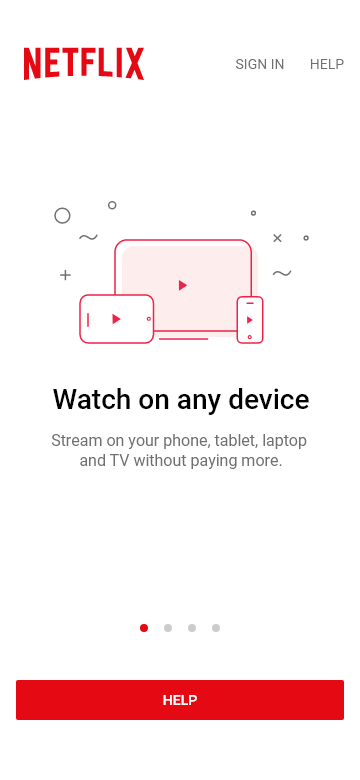 NETFLIX
SIGN IN
HELP
Watch on any device
Stream on your phone, tablet, laptop
and TV without paying more.
HELP